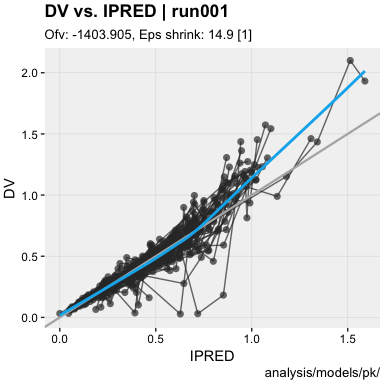 DV vs. IPRED | run001
Ofv: -1403.905, Eps shrink: 14.9 [1]
2.0
1.5
1.0
0.5
0.0
DV
0.0 0.5 1.0 1.5
IPRED
analysis/models/pk/